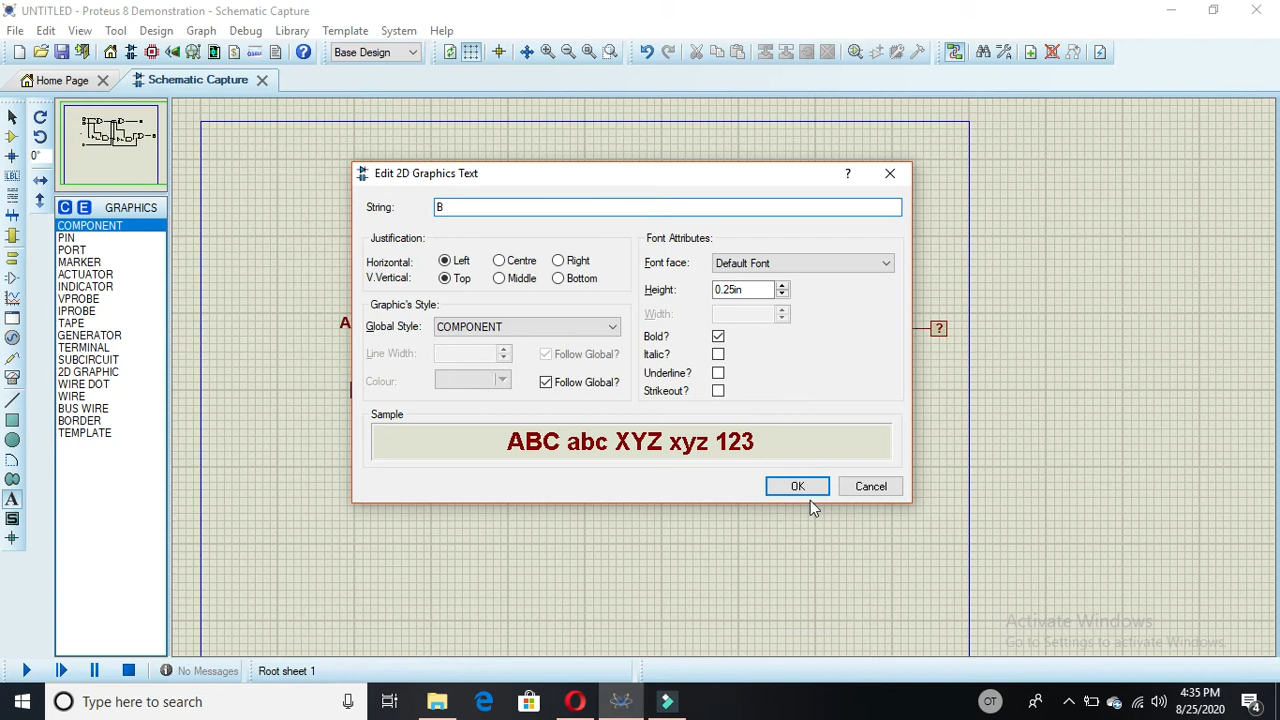 UNTITLED - Proteus 8 Demonstration - Schematic Capture
File Edit View Tool Design Graph Debug Library Template System Help
Base Design
Home Page Schematic Capture
0°
LBL
C E GRAPHICS
COMPONENT
PIN
PORT
MARKER
ACTUATOR
INDICATOR
VPROBE
IPROBE
TAPE
GENERATOR
TERMINAL
SUBCIRCUIT
2D GRAPHIC
WIRE DOT
WIRE
BUS WIRE
BORDER
TEMPLATE
A
A
?
Edit 2D Graphics Text
?
String: B
Justification:
Horizontal: Left Centre Right
V.Vertical: Top Middle Bottom
Graphic's Style:
Global Style: COMPONENT
Line Width: Follow Global?
Colour: Follow Global?
Font Attributes:
Font face: Default Font
Height: 0.25in
Width:
Bold?
Italic?
Underline?
Strikeout?
Sample
ABC abc XYZ xyz 123
OK Cancel
Activate Windows
Go to Settings to activate Windows.
No Messages Root sheet 1
Type here to search
OT
4:35 PM
8/25/2020
4